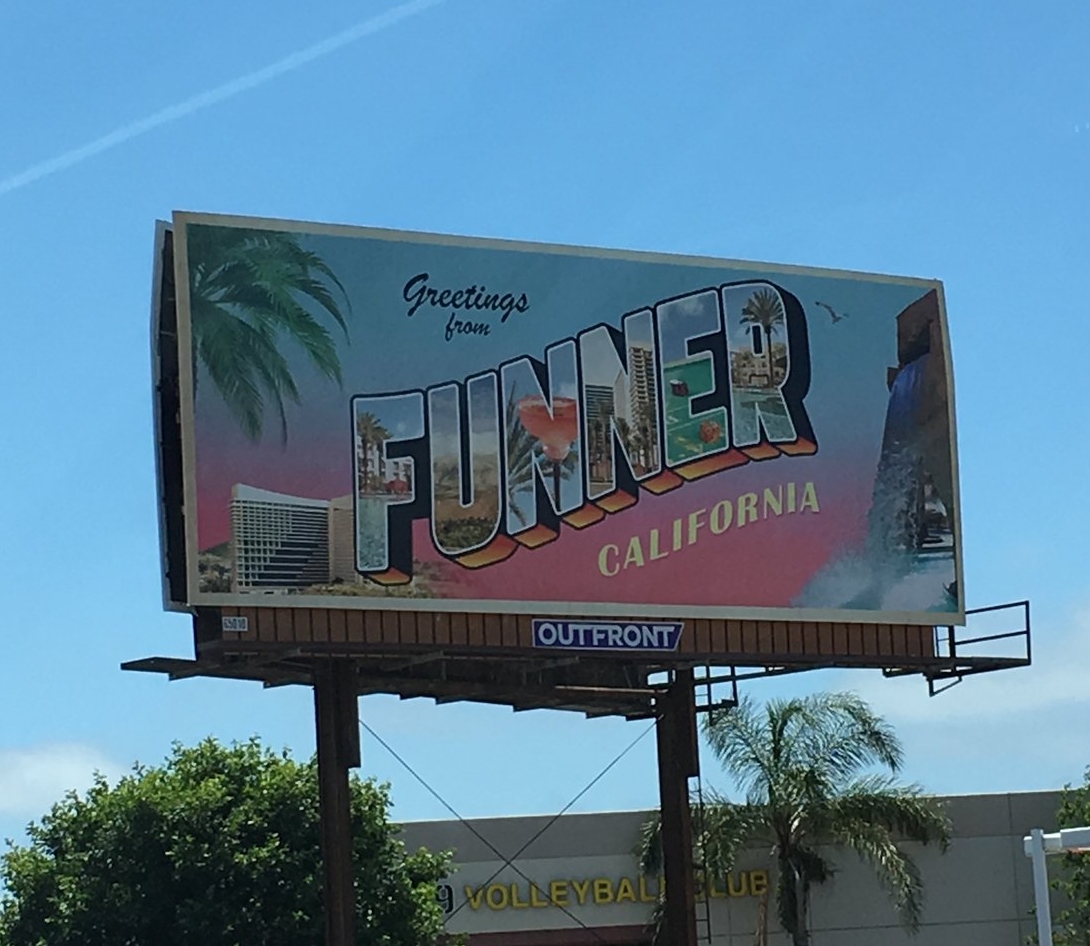 Greetings
from
FUNNER
CALIFORNIA
OUTFRONT
VOLLEYBALL CLUB